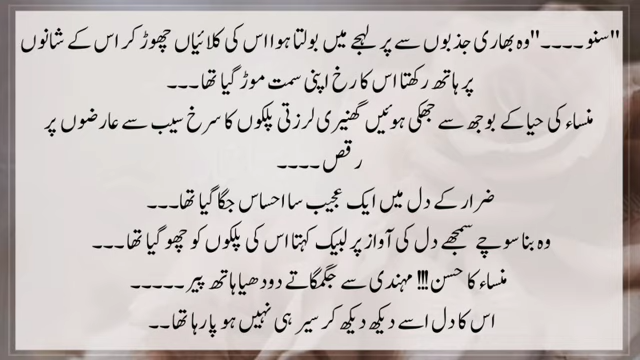 "سنو ۔۔۔۔" وہ بھاری جذبوں سے پر لہجے میں بولتا ہوا اس کی کلائیاں چھوڑ کر اس کے شانوں
پر ہاتھ رکھتا اس کا رخ اپنی سمت موڑ گیا تھا۔۔۔
منساء کی حیا کے بوجھ سے جھکی ہوئیں گھنیری لرزتی پلکوں کا سرخ سیب سے عارضوں پر
رقص۔۔۔۔
ضرار کے دل میں ایک عجیب سا احساس جگا گیا تھا۔۔۔
وہ بنا سوچے سمجھے دل کی آواز پر لبیک کہتا اس کی پلکوں کو چھو گیا تھا۔۔۔
منساء کا حسن!!! مہندی سے جگمگاتے دودھیا ہاتھ پیر ۔۔۔۔۔
اس کا دل اسے دیکھ دیکھ کر سیر ہی نہیں ہو پا رہا تھا۔۔